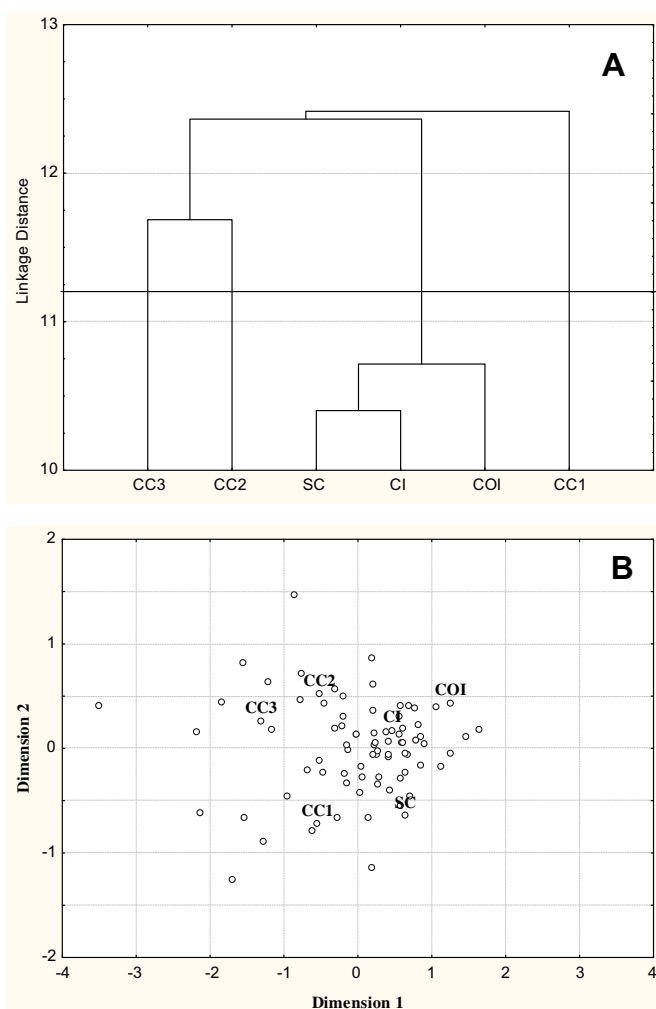 A
13
12
11
10
Linkage Distance
CC3 CC2 SC CI COI CC1
B
2
1
0
-1
-2
Dimension 2
CC2
COI
CC3
CI
CC1
SC
-4 -3 -2 -1 0 1 2 3 4
Dimension 1